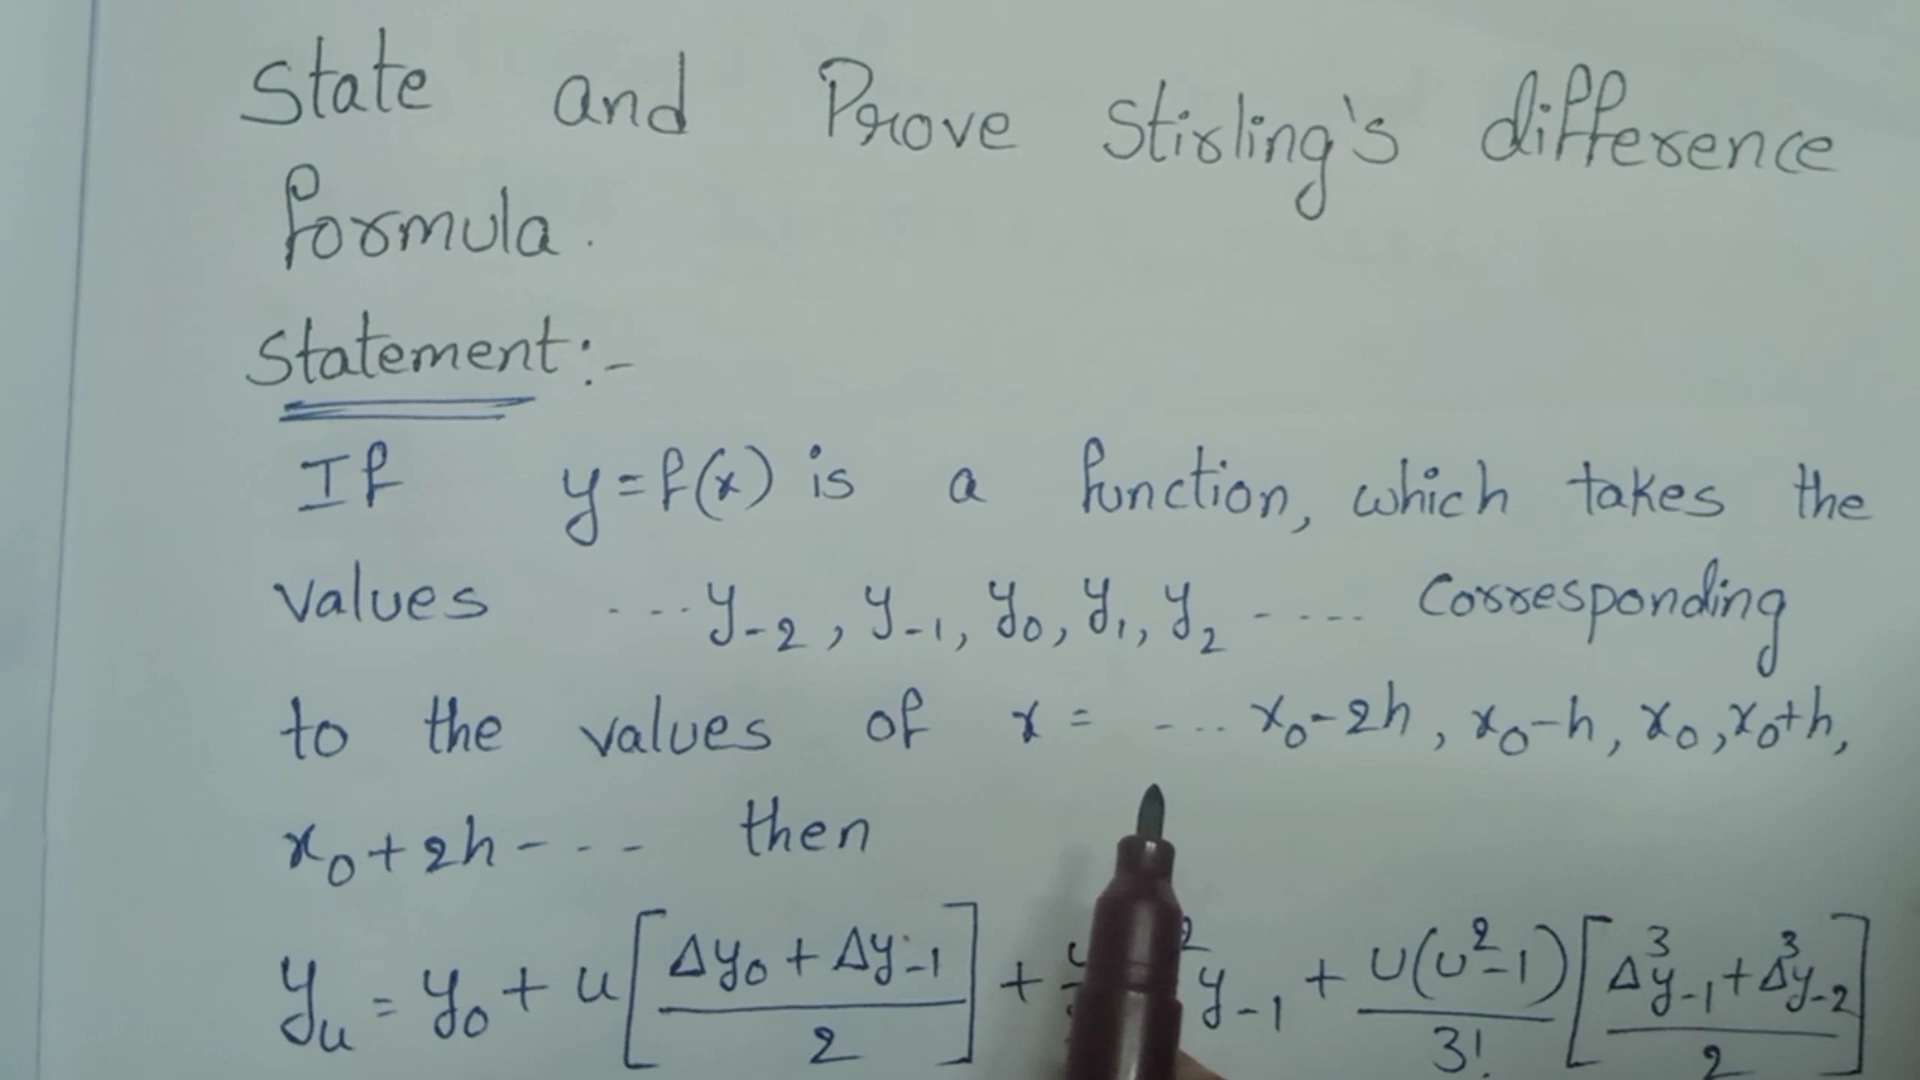 State and Prove Stirling's difference
formula.
Statement:-
If y=f(x) is a function, which takes the
values ...y₋₂, y₋₁, y₀, y₁, y₂ ..... Corresponding
to the values of x = ... x₀-2h, x₀-h, x₀, x₀+h,
x₀+2h---- then
yᵤ = y₀ + u[(Δy₀ + Δy₋₁)/2] + ² y₋₁ + u(u²-1)/3! [(Δ³y₋₁ + Δ³y₋₂)/2]